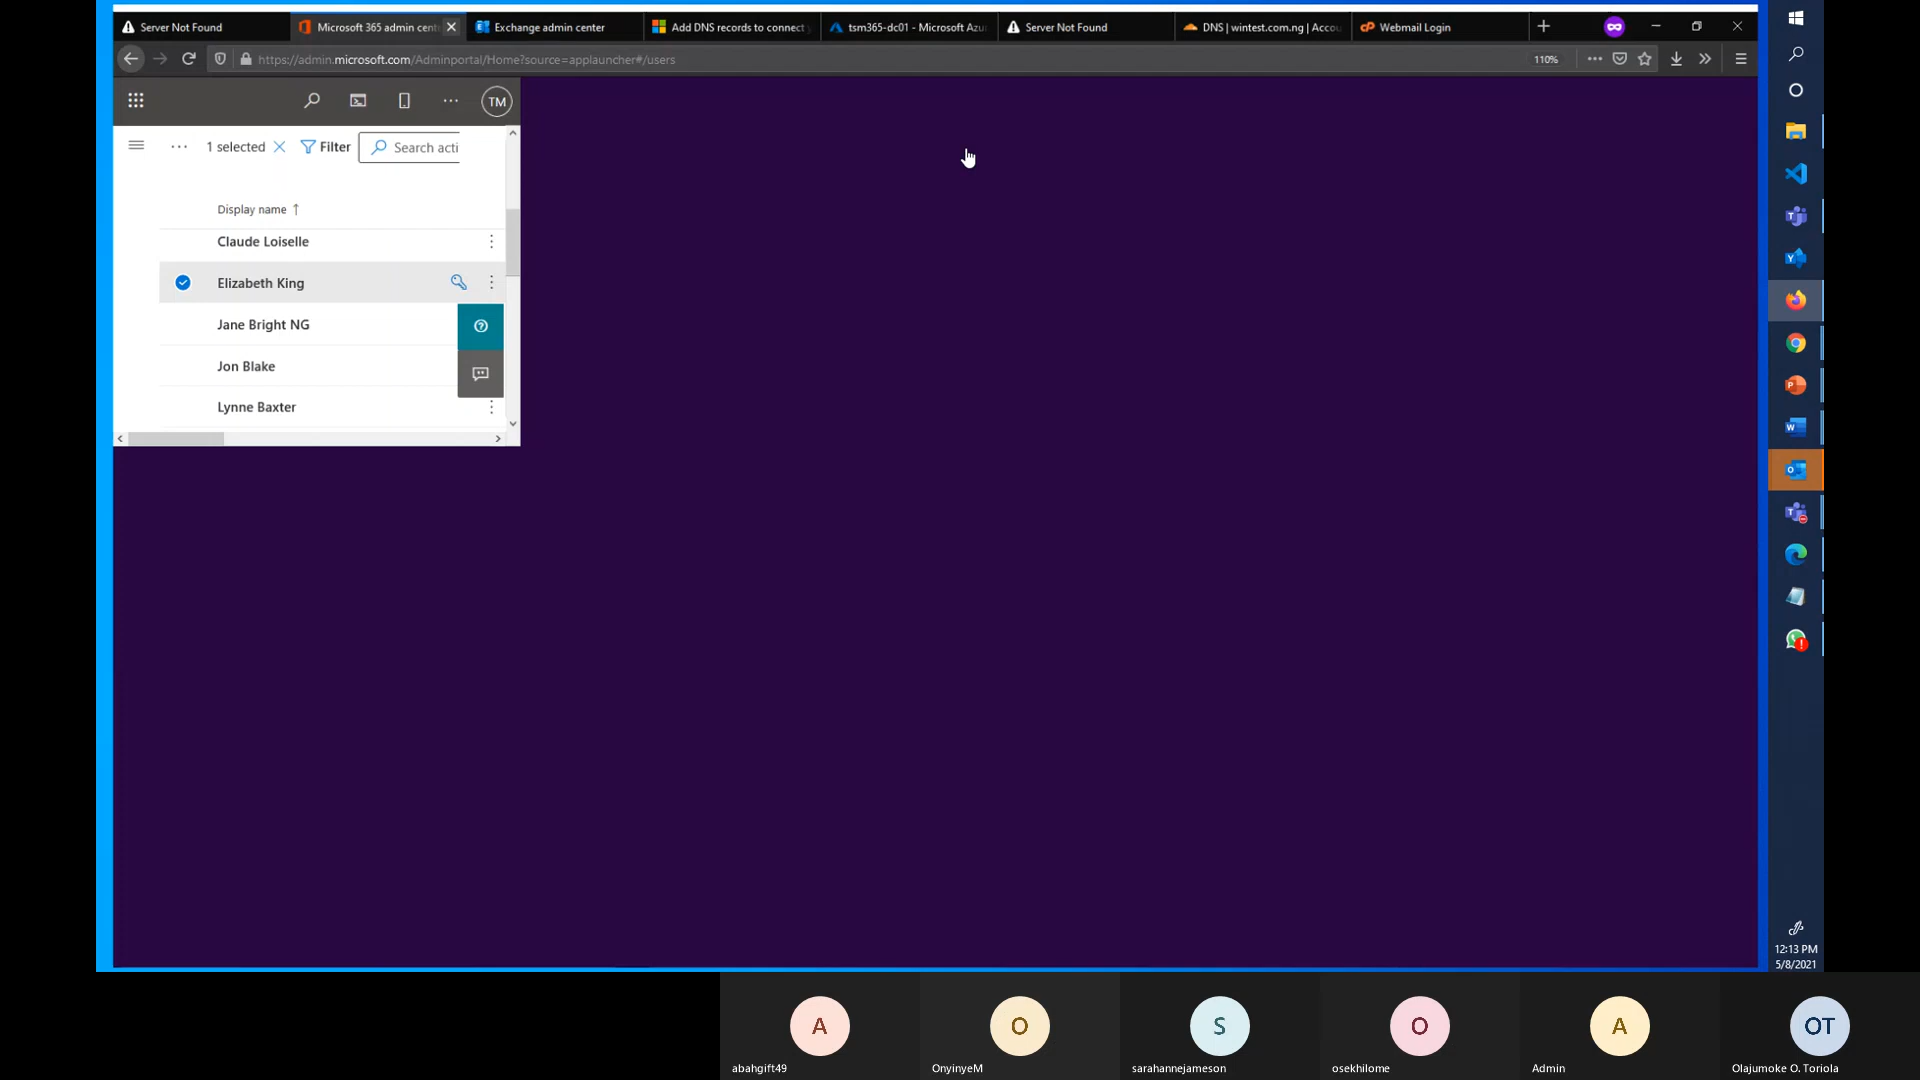 Server Not Found
Microsoft 365 admin cent
Exchange admin center
Add DNS records to connect y
tsm365-dc01 - Microsoft Azu
Server Not Found
DNS | wintest.com.ng | Accou
Webmail Login
https://admin.microsoft.com/Adminportal/Home?source=applauncher#/users
110%
TM
1 selected
Filter
Search acti
Display name ↑
Claude Loiselle
Elizabeth King
Jane Bright NG
Jon Blake
Lynne Baxter
12:13 PM
5/8/2021
A
abahgift49
O
OnyinyeM
S
sarahannejameson
O
osekhilome
A
Admin
OT
Olajumoke O. Toriola